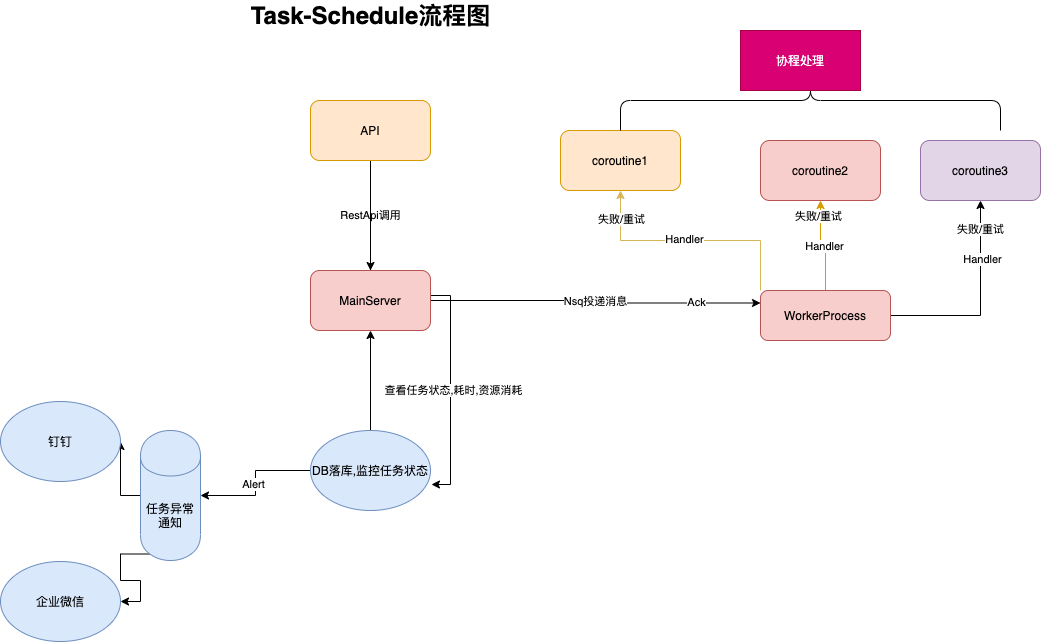 Task-Schedule流程图
协程处理
API
coroutine1
coroutine2
coroutine3
RestApi调用
失败/重试
失败/重试
失败/重试
Handler
Handler
Handler
MainServer
Nsq投递消息
Ack
WorkerProcess
查看任务状态,耗时,资源消耗
钉钉
DB落库,监控任务状态
Alert
任务异常
通知
企业微信